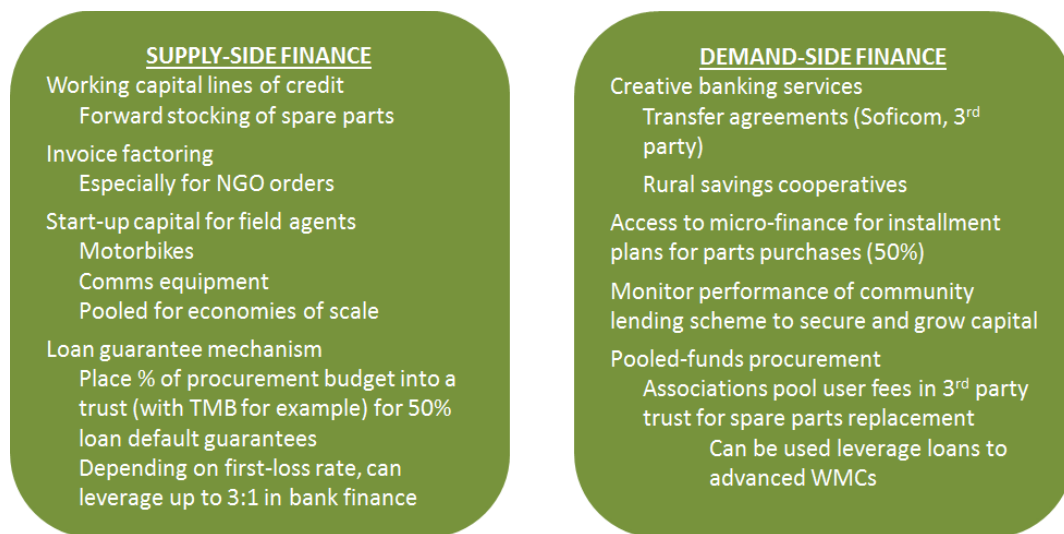 SUPPLY-SIDE FINANCE
Working capital lines of credit
Forward stocking of spare parts
Invoice factoring
Especially for NGO orders
Start-up capital for field agents
Motorbikes
Comms equipment
Pooled for economies of scale
Loan guarantee mechanism
Place % of procurement budget into a
trust (with TMB for example) for 50%
loan default guarantees
Depending on first-loss rate, can
leverage up to 3:1 in bank finance
DEMAND-SIDE FINANCE
Creative banking services
Transfer agreements (Soficom, 3rd
party)
Rural savings cooperatives
Access to micro-finance for installment
plans for parts purchases (50%)
Monitor performance of community
lending scheme to secure and grow capital
Pooled-funds procurement
Associations pool user fees in 3rd party
trust for spare parts replacement
Can be used leverage loans to
advanced WMCs